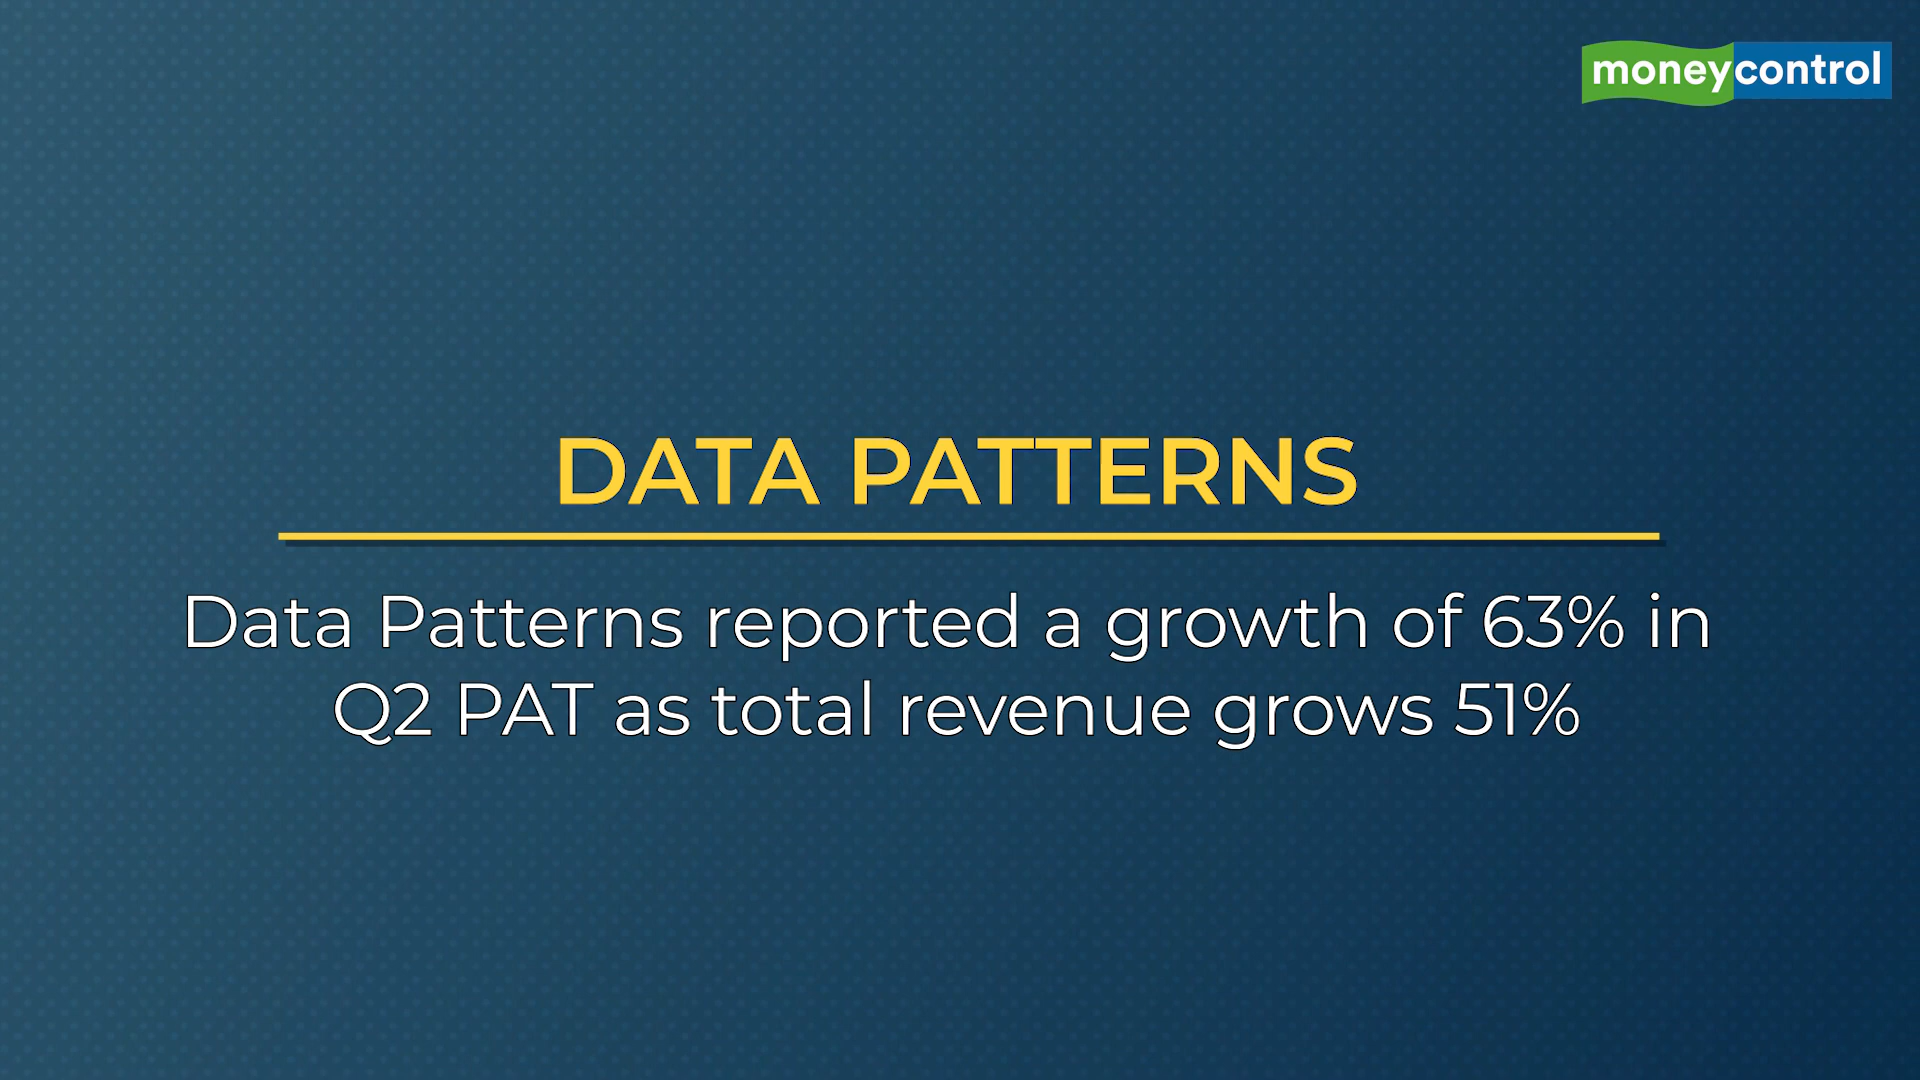 moneycontrol
DATA PATTERNS
Data Patterns reported a growth of 63% in
Q2 PAT as total revenue grows 51%